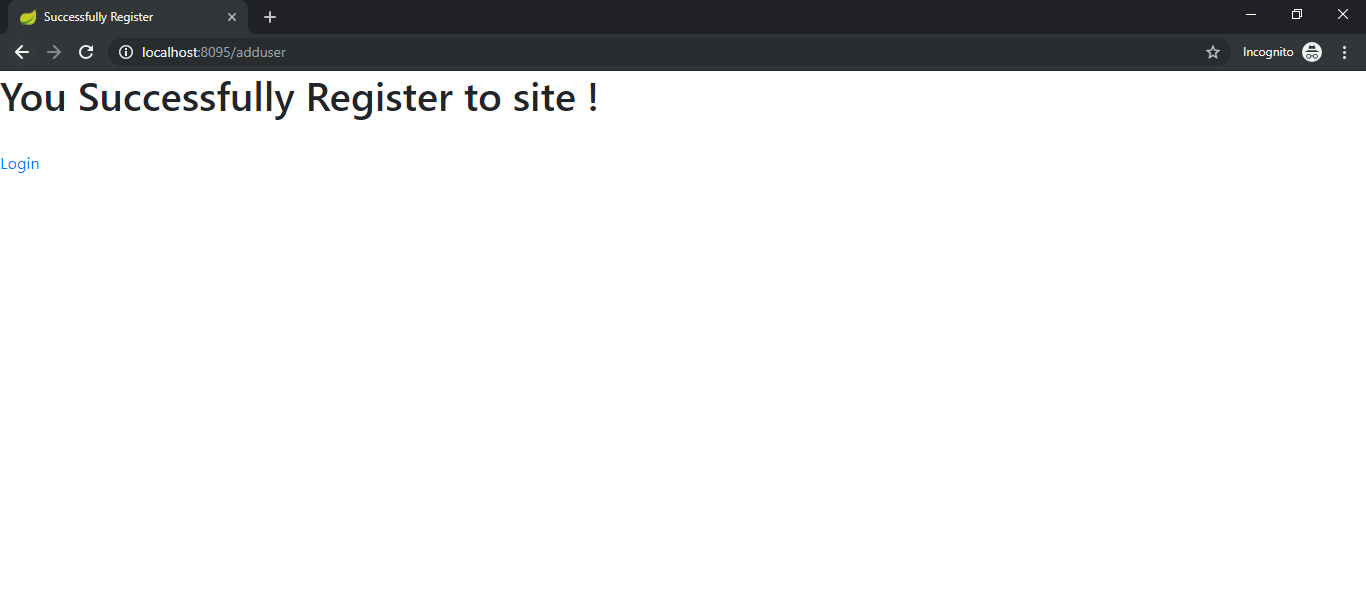 Successfully Register
localhost:8095/adduser
Incognito
You Successfully Register to site !
Login